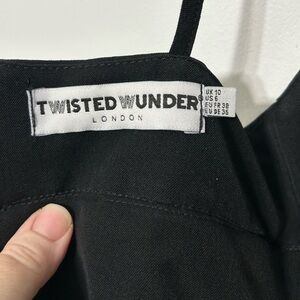 TWISTED WUNDER
LONDON
UK 10
US 6
EU FR 38
EU DE 36